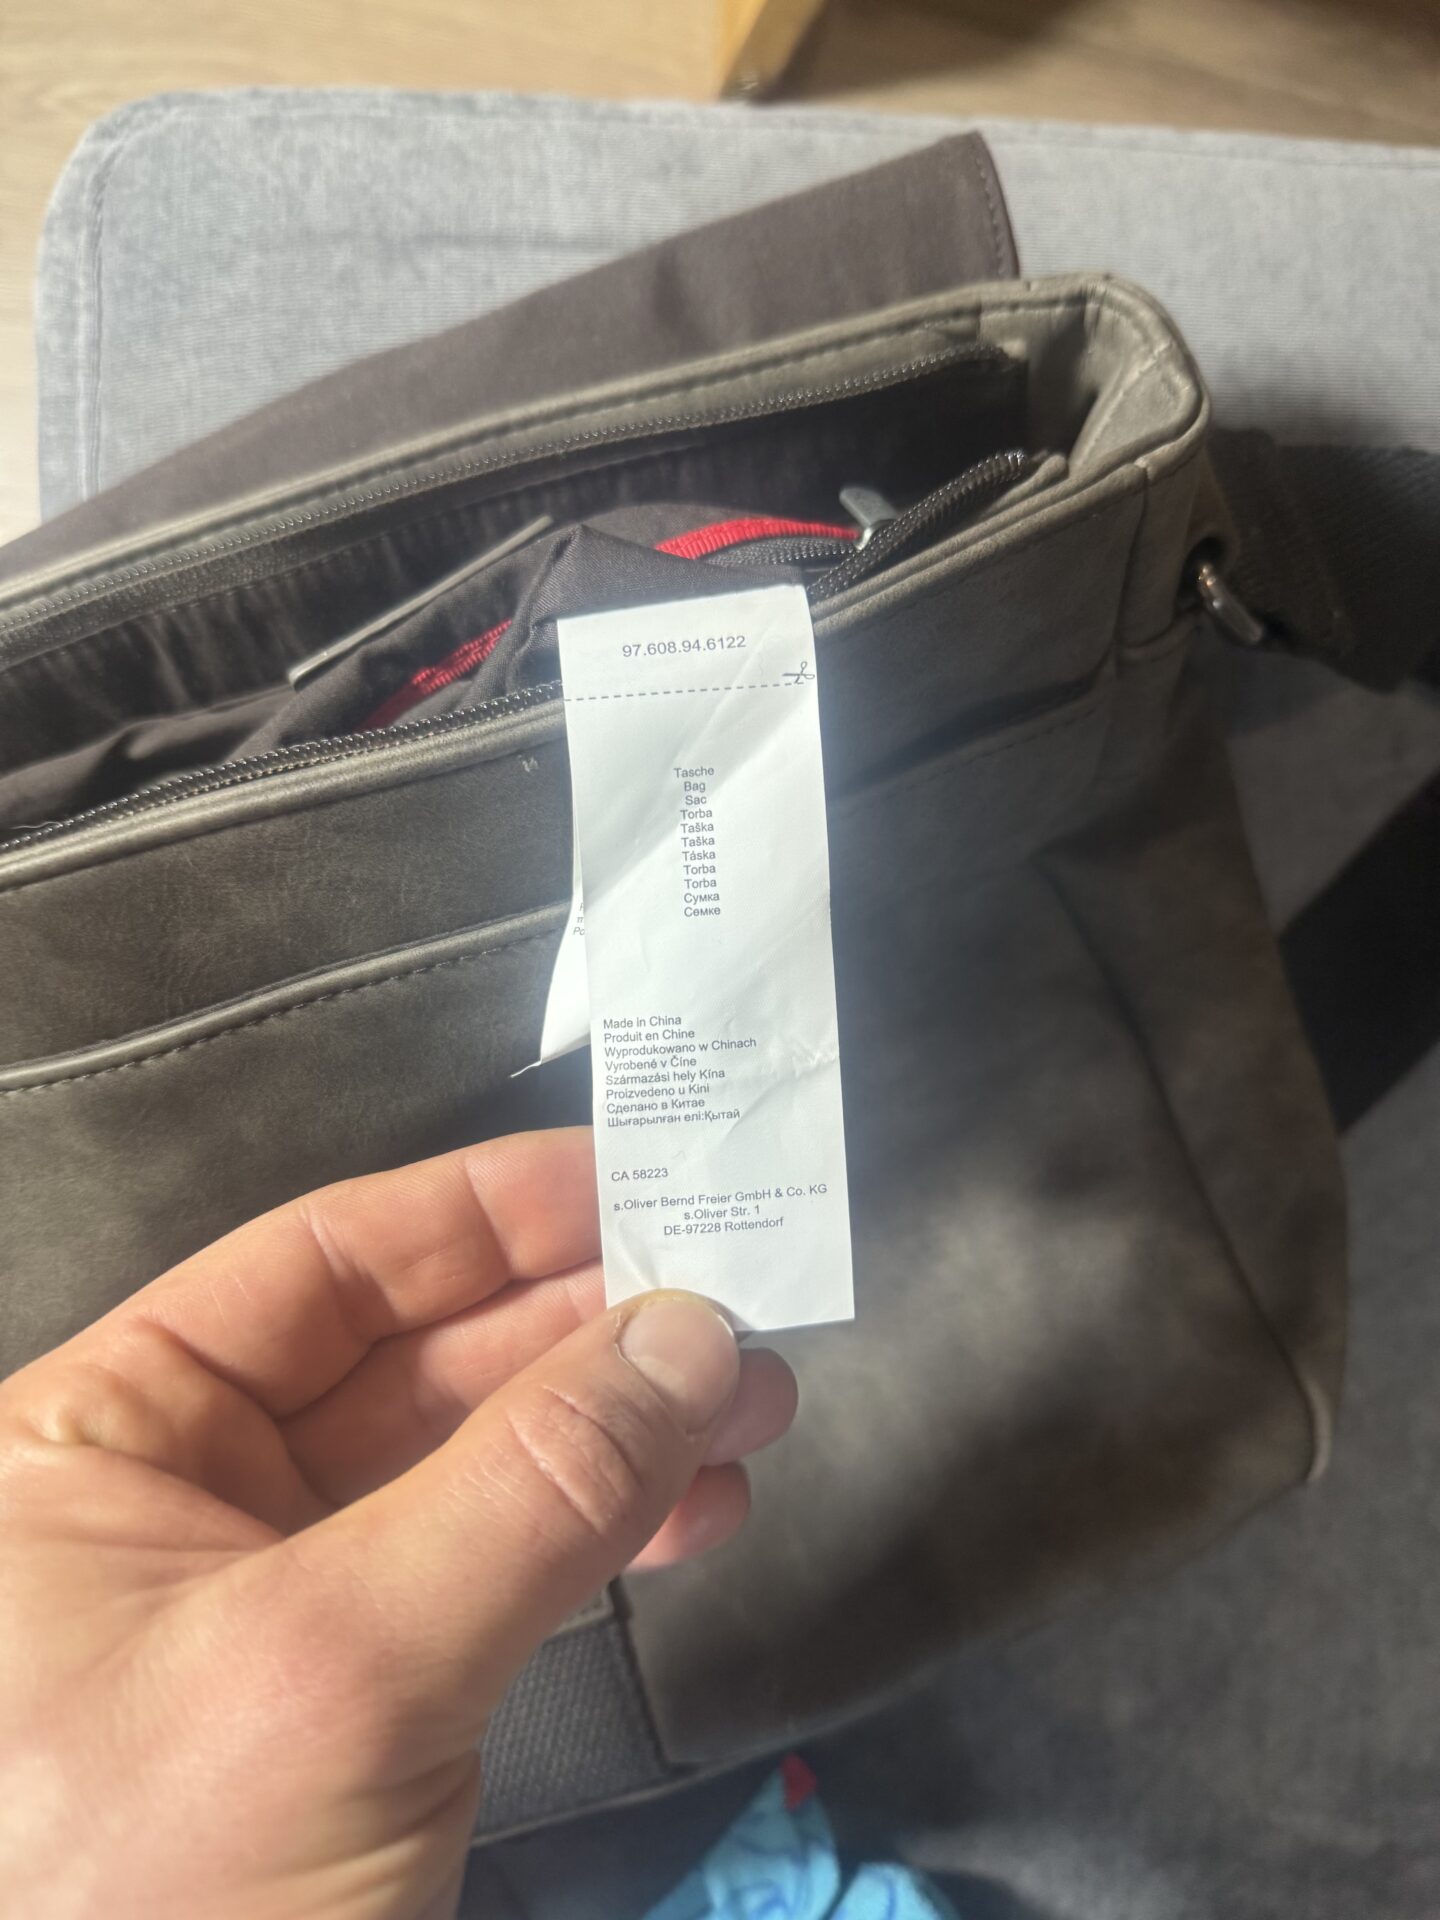 97.608.94.6122
Tasche
Bag
Sac
Torba
Taška
Taška
Táska
Torba
Torba
Сумка
Сөмке
Made in China
Produit en Chine
Wyprodukowano w Chinach
Vyrobené v Číne
Származási hely Kína
Proizvedeno u Kini
Сделано в Китае
Шығарылған елі:Қытай
CA 58223
s.Oliver Bernd Freier GmbH & Co. KG
s.Oliver Str. 1
DE-97228 Rottendorf